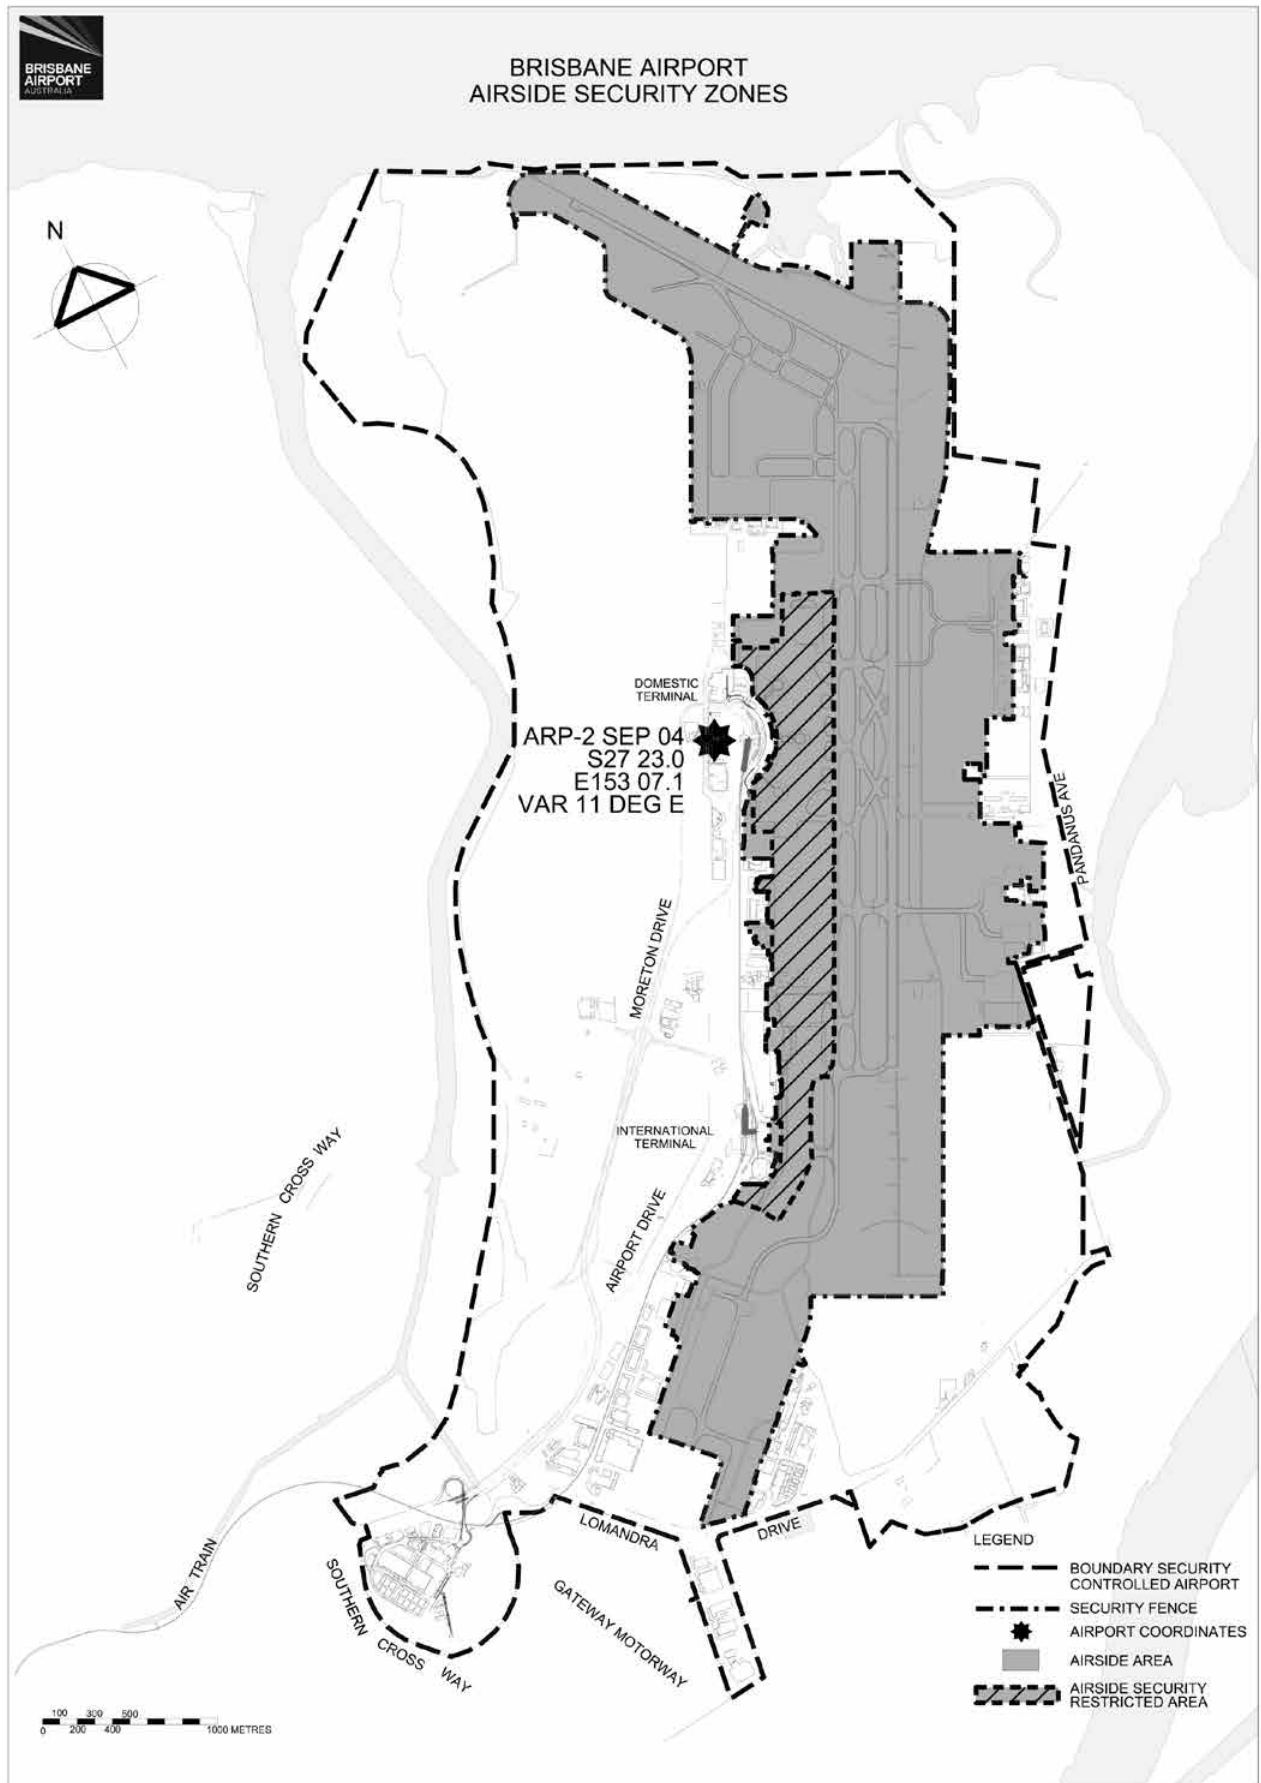 BRISBANE
AIRPORT
AUSTRALIA
BRISBANE AIRPORT
AIRSIDE SECURITY ZONES
N
DOMESTIC
TERMINAL
ARP-2 SEP 04
S27 23.0
E153 07.1
VAR 11 DEG E
PANDANUS AVE
MORETON DRIVE
INTERNATIONAL
TERMINAL
SOUTHERN CROSS WAY
AIRPORT DRIVE
LOMANDRA DRIVE
AIR TRAIN
SOUTHERN CROSS WAY
GATEWAY MOTORWAY
LEGEND
BOUNDARY SECURITY
CONTROLLED AIRPORT
SECURITY FENCE
AIRPORT COORDINATES
AIRSIDE AREA
AIRSIDE SECURITY
RESTRICTED AREA
100 300 500
0 200 400 1000 METRES